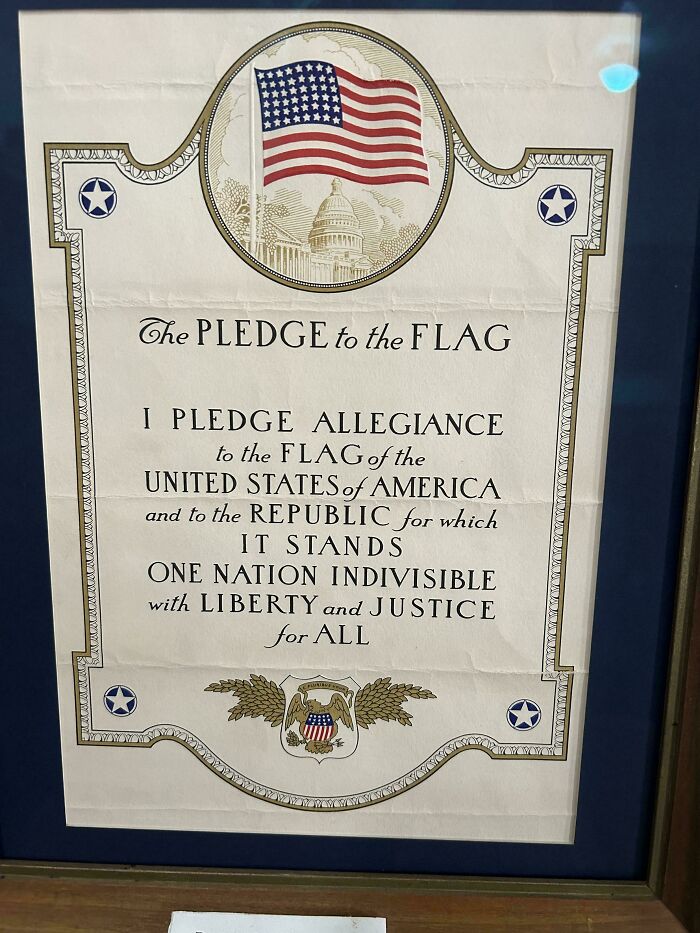 The PLEDGE to the FLAG
I PLEDGE ALLEGIANCE
to the FLAG of the
UNITED STATES of AMERICA
and to the REPUBLIC for which
IT STANDS
ONE NATION INDIVISIBLE
with LIBERTY and JUSTICE
for ALL